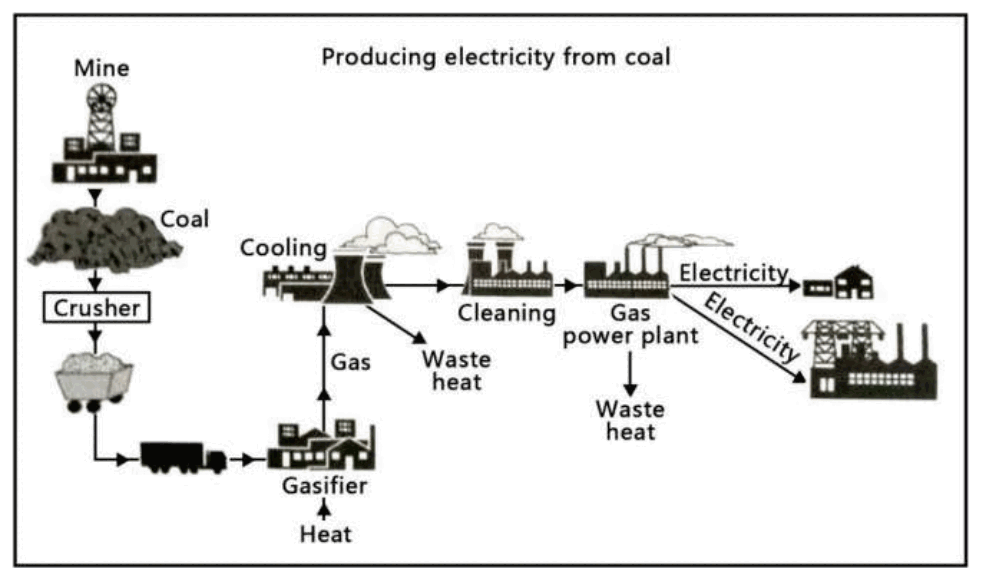 Producing electricity from coal
Mine
Coal
Crusher
Cooling
Gas
Waste
heat
Gasifier
Heat
Cleaning
Gas
power plant
Waste
heat
Electricity
Electricity